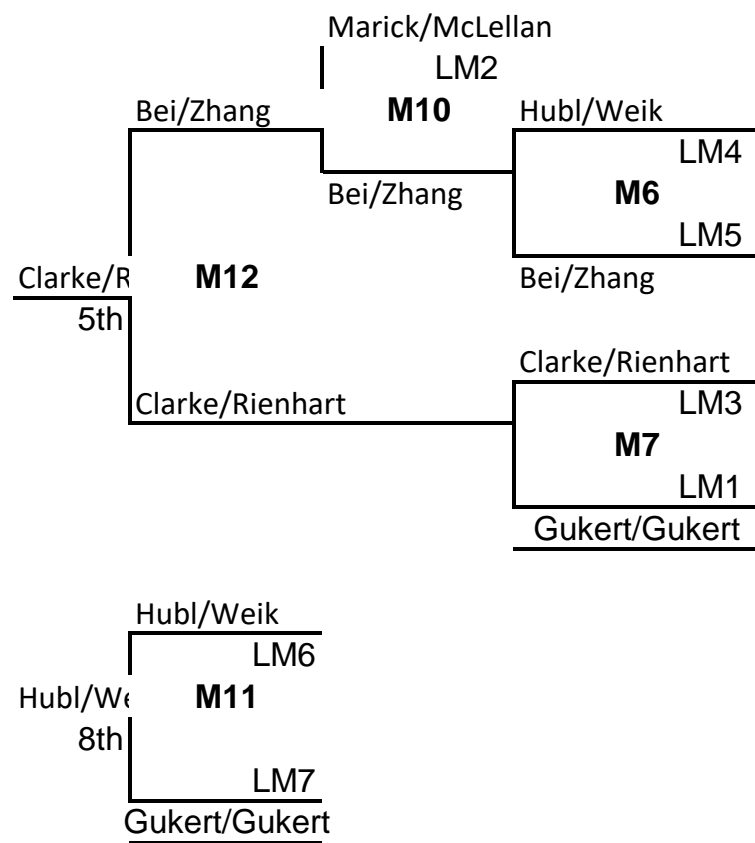 Marick/McLellan
LM2
Bei/Zhang M10 Hubl/Weik
LM4
Bei/Zhang M6
LM5
Clarke/R M12 Bei/Zhang
5th
Clarke/Rienhart
Clarke/Rienhart LM3
M7
LM1
Gukert/Gukert
Hubl/Weik
LM6
Hubl/We M11
8th
LM7
Gukert/Gukert